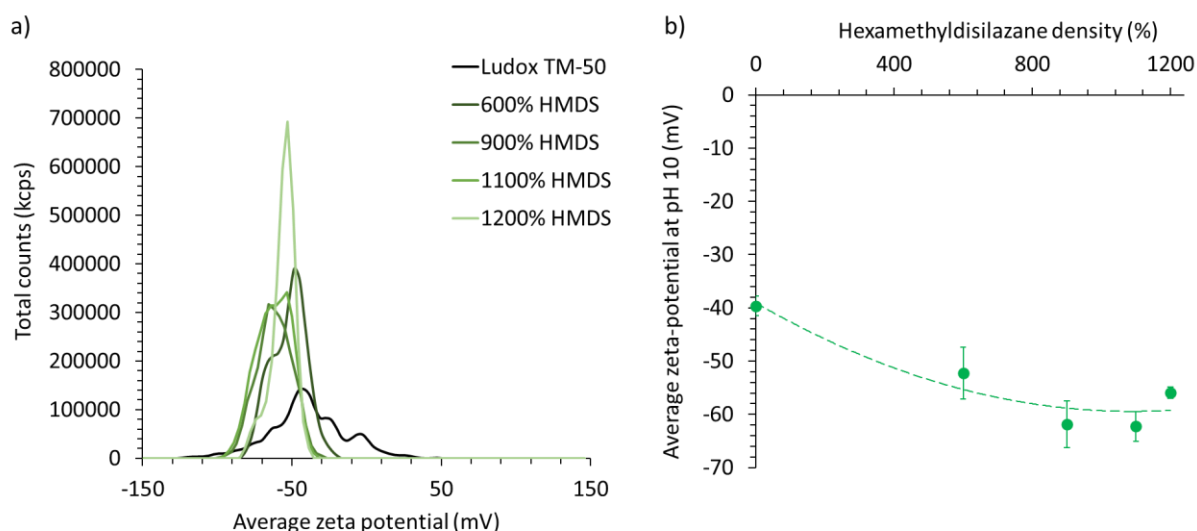 a)
800000
700000
600000
500000
400000
300000
200000
100000
0
Total counts (kcps)
-150
-50
50
150
Average zeta potential (mV)
Ludox TM-50
600% HMDS
900% HMDS
1100% HMDS
1200% HMDS
b)
Hexamethyldisilazane density (%)
0
400
800
1200
0
-10
-20
-30
-40
-50
-60
-70
Average zeta-potential at pH 10 (mV)